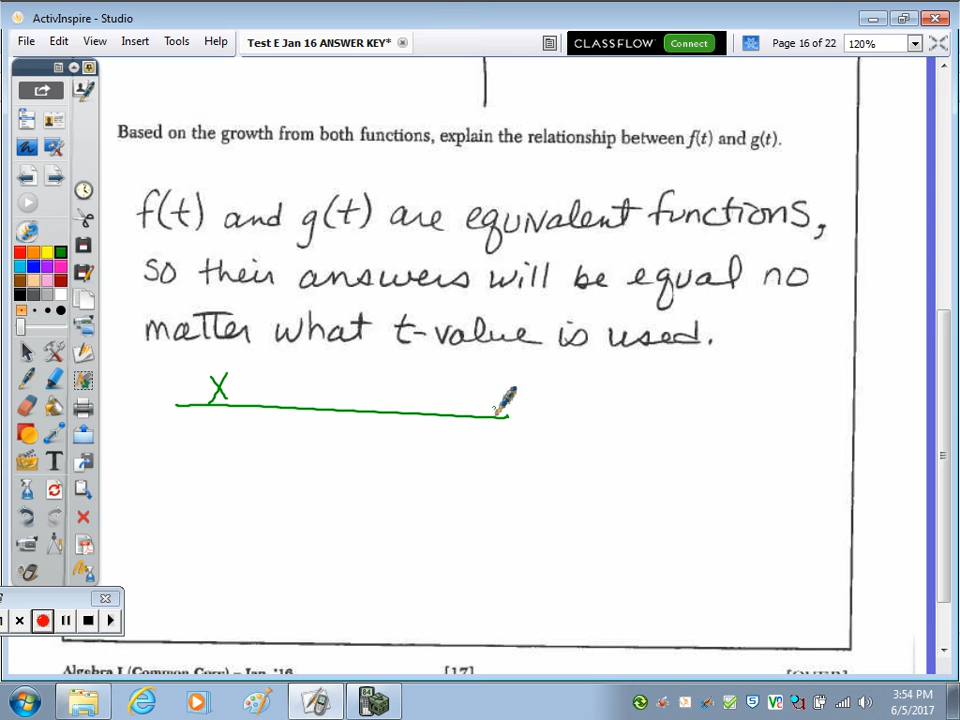 ActivInspire - Studio
File Edit View Insert Tools Help
Test E Jan 16 ANSWER KEY*
CLASSFLOW Connect
Page 16 of 22
120%
Based on the growth from both functions, explain the relationship between f(t) and g(t).
f(t) and g(t) are equivalent functions,
so their answers will be equal no
matter what t-value is used.
X
Algebra I (Common Core) – Jan. '16
[17]
[OVER]
3:54 PM
6/5/2017